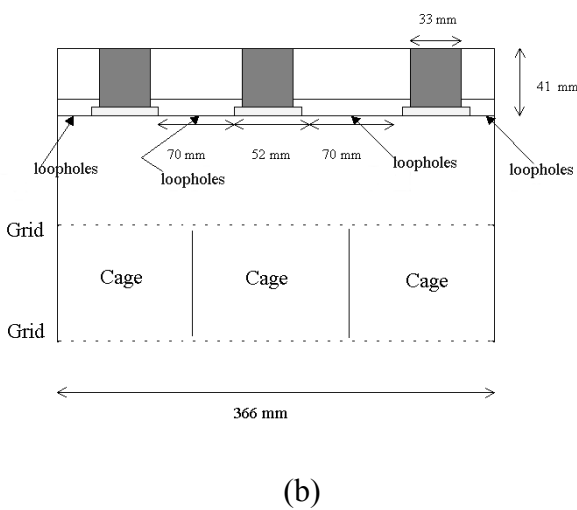 33 mm
41 mm
70 mm
52 mm
70 mm
loopholes
loopholes
loopholes
loopholes
Grid
Cage
Cage
Cage
Grid
366 mm
(b)